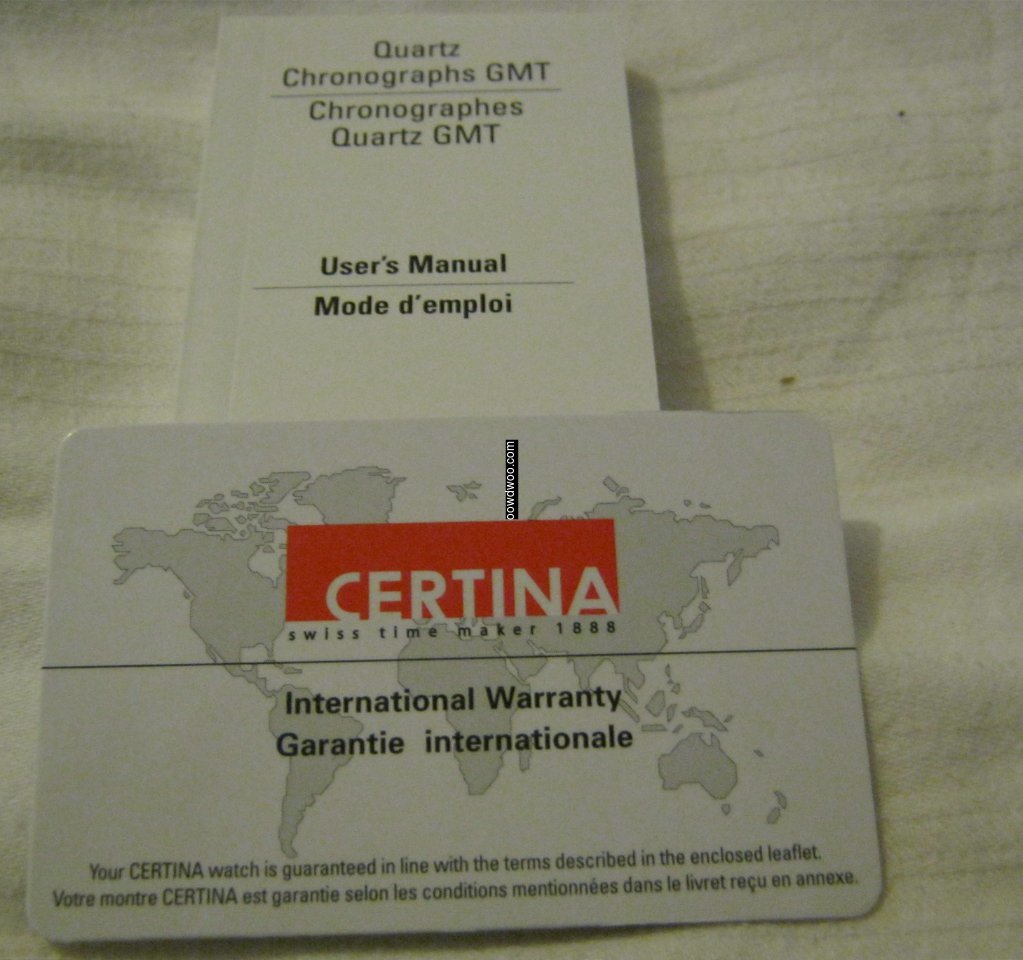 Quartz
Chronographs GMT
Chronographes
Quartz GMT
User's Manual
Mode d'emploi
oowdwoo.com
CERTINA
swiss time maker 1888
International Warranty
Garantie internationale
Your CERTINA watch is guaranteed in line with the terms described in the enclosed leaflet.
Votre montre CERTINA est garantie selon les conditions mentionnées dans le livret reçu en annexe.